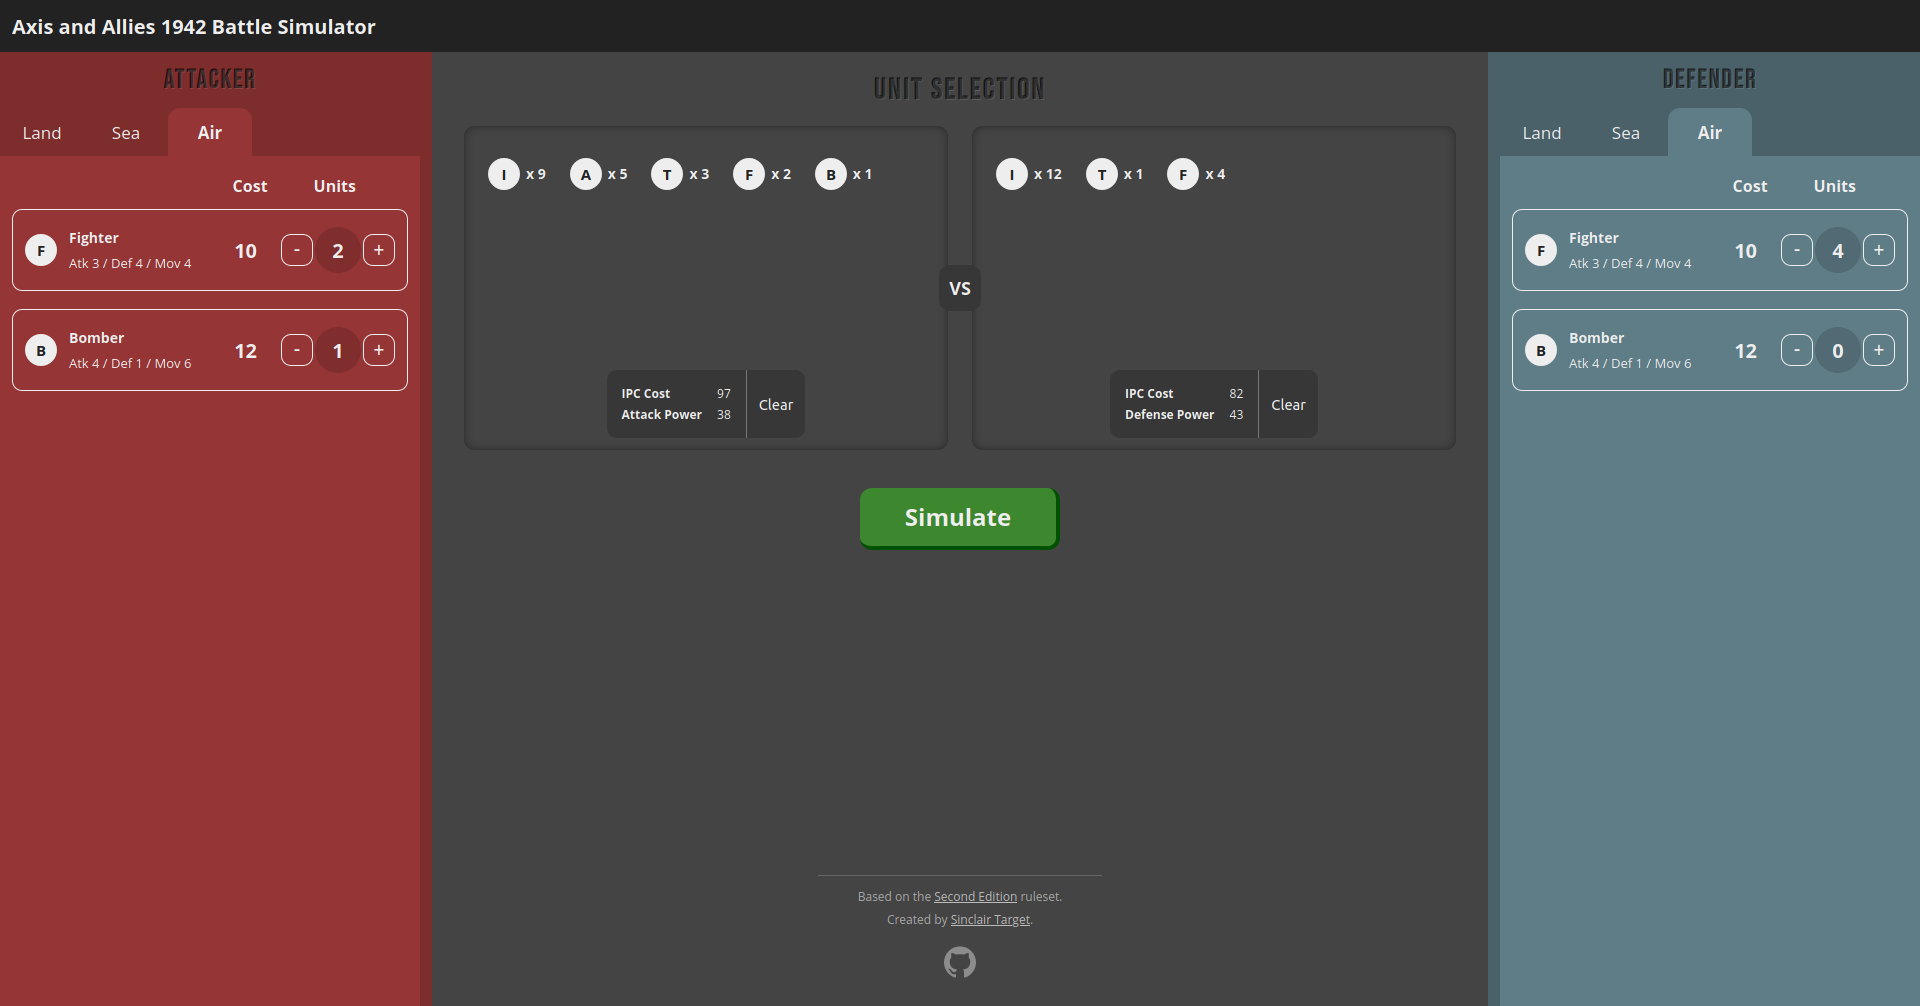 Axis and Allies 1942 Battle Simulator
ATTACKER
Land Sea Air
Cost Units
F Fighter 10 - 2 +
Atk 3 / Def 4 / Mov 4
B Bomber 12 - 1 +
Atk 4 / Def 1 / Mov 6
UNIT SELECTION
I x 9 A x 5 T x 3 F x 2 B x 1
IPC Cost 97
Attack Power 38
Clear
VS
I x 12 T x 1 F x 4
IPC Cost 82
Defense Power 43
Clear
Simulate
Based on the Second Edition ruleset.
Created by Sinclair Target.
DEFENDER
Land Sea Air
Cost Units
F Fighter 10 - 4 +
Atk 3 / Def 4 / Mov 4
B Bomber 12 - 0 +
Atk 4 / Def 1 / Mov 6